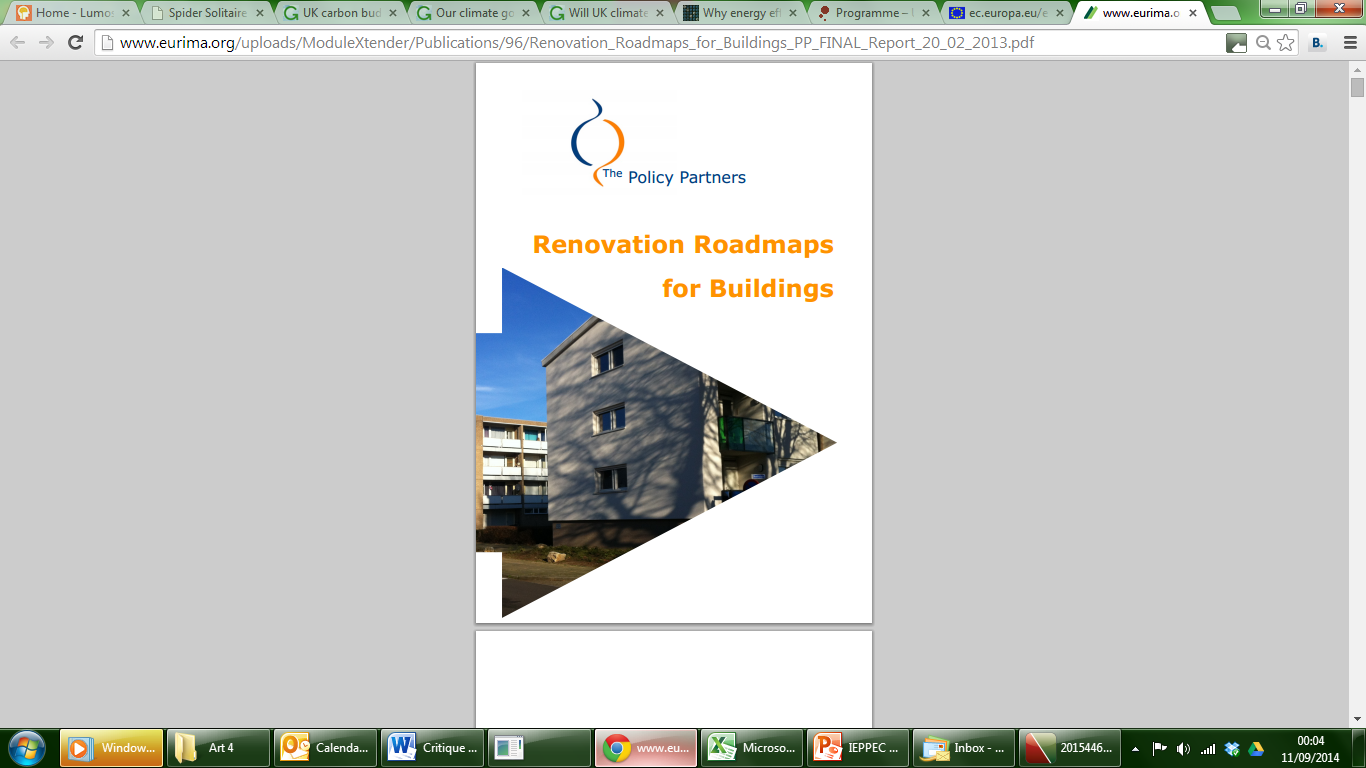 Home - Lumos
Spider Solitaire
UK carbon bud
Our climate go
Will UK climate
Why energy ef
Programme –
ec.europa.eu/e
www.eurima.o
www.eurima.org/uploads/ModuleXtender/Publications/96/Renovation_Roadmaps_for_Buildings_PP_FINAL_Report_20_02_2013.pdf
B.
The Policy Partners
Renovation Roadmaps
for Buildings
Window...
Art 4
Calenda...
Critique ...
www.eu...
Microso...
IEPPEC ...
Inbox - ...
2015446...
00:04
11/09/2014